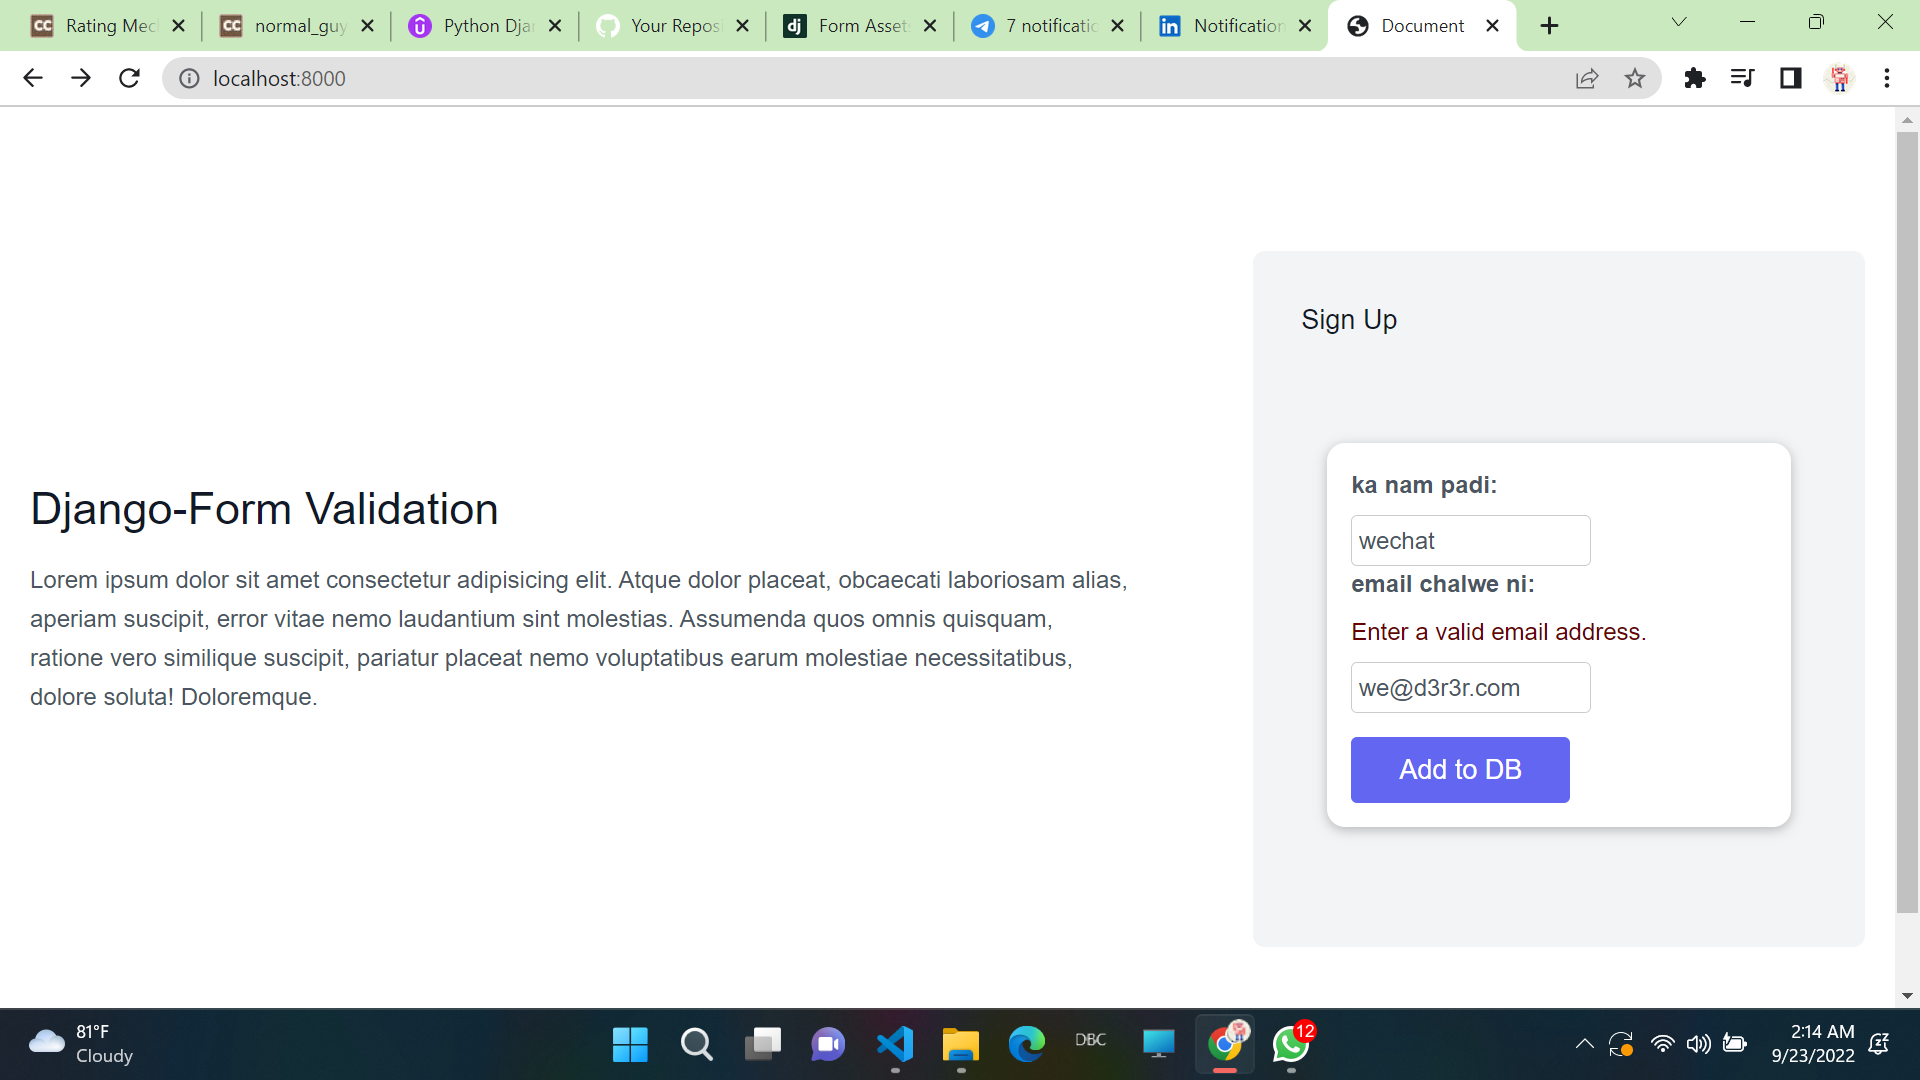 Rating Mec
normal_guy
Python Djar
Your Reposi
Form Asset
7 notificatic
Notification
Document
localhost:8000
Sign Up
ka nam padi:
wechat
email chalwe ni:
Enter a valid email address.
we@d3r3r.com
Add to DB
Django-Form Validation
Lorem ipsum dolor sit amet consectetur adipisicing elit. Atque dolor placeat, obcaecati laboriosam alias,
aperiam suscipit, error vitae nemo laudantium sint molestias. Assumenda quos omnis quisquam,
ratione vero similique suscipit, pariatur placeat nemo voluptatibus earum molestiae necessitatibus,
dolore soluta! Doloremque.
81°F
Cloudy
DBC
12
2:14 AM
9/23/2022